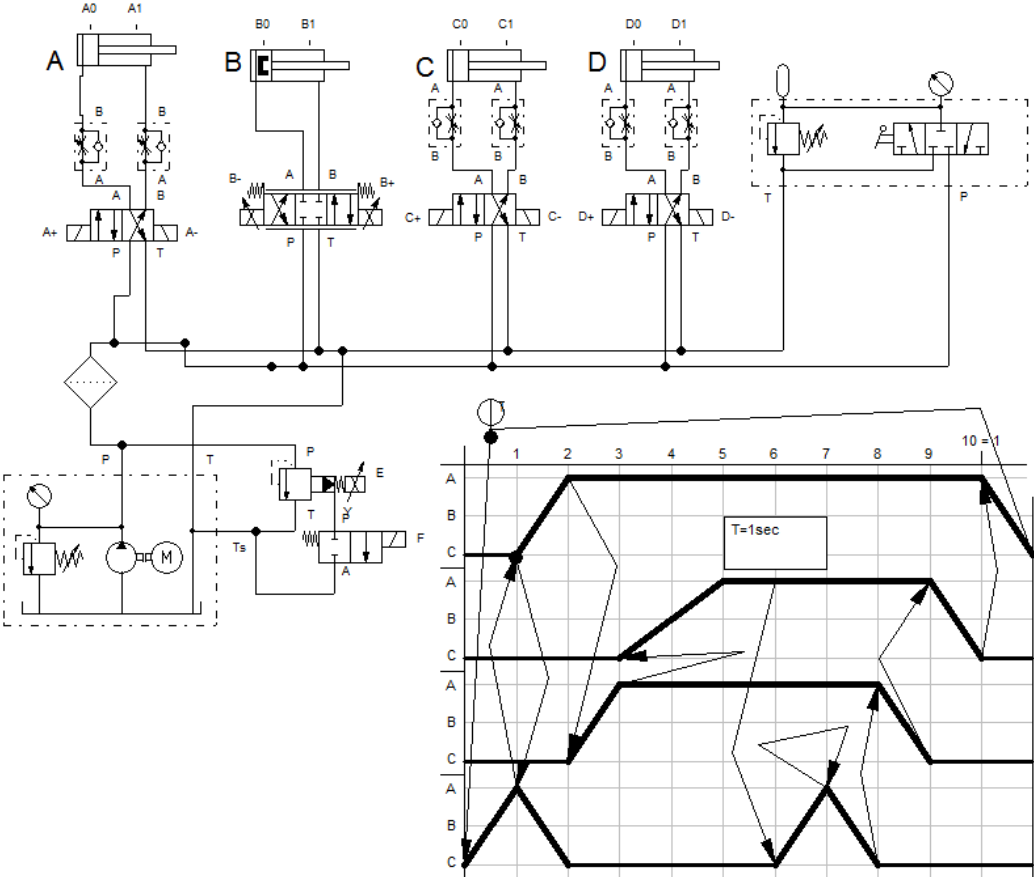 A0 A1
B0 B1
C0 C1
D0 D1
A
B
C
D
A A
A A
B B
B B
B B
A A
A B
A B
A B
A B
B-
B+
A+
A-
C+
C-
D+
D-
P T
P T
P T
P T
T
P
P
T
P
E
T
Y
P
F
Ts
A
M
T
1 2 3 4 5 6 7 8 9 10 = 1
A
B
C
T=1sec
A
B
C
A
B
C
A
B
C